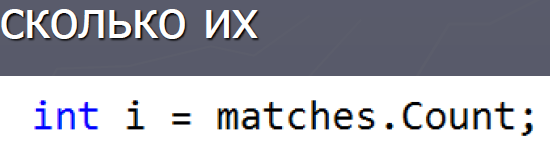 сколько их
int i = matches.Count;